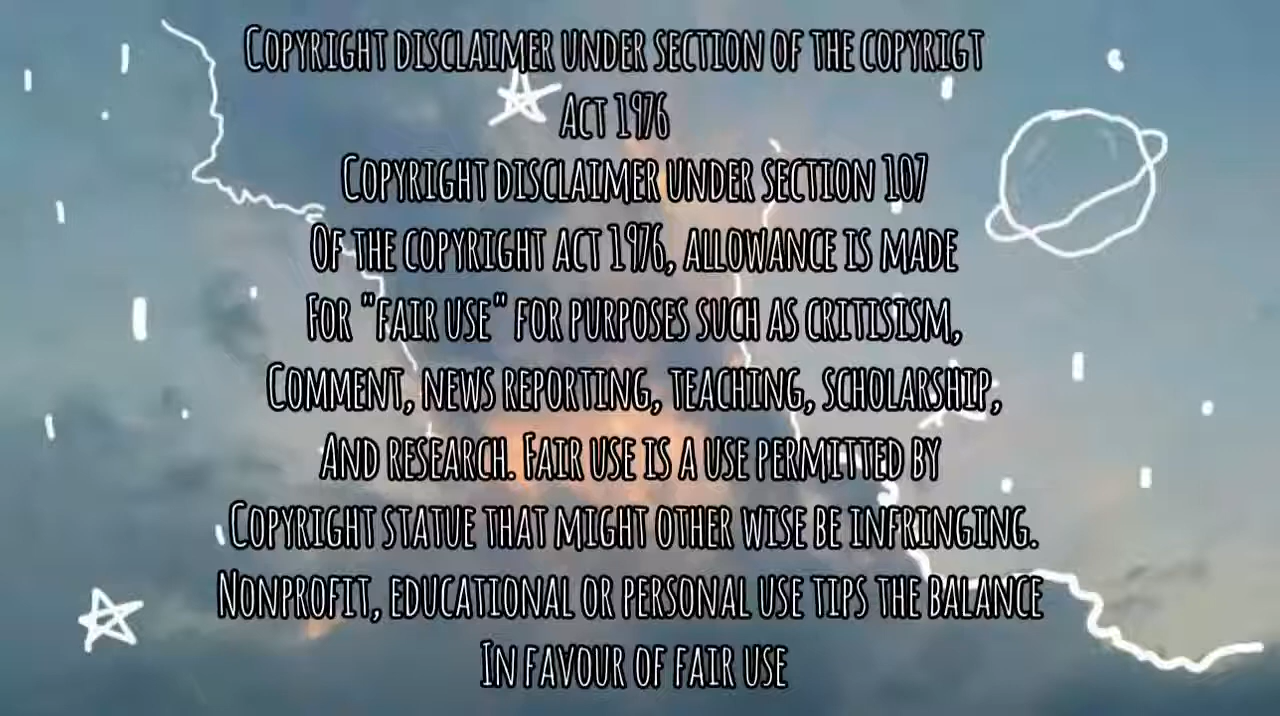 Copyright disclaimer under section of the copyrigt
Act 1976
Copyright disclaimer under section 107
Of the copyright act 1976, allowance is made
For "fair use" for purposes such as critisism,
Comment, news reporting, teaching, scholarship,
And research. Fair use is a use permitted by
Copyright statue that might other wise be infringing.
Nonprofit, educational or personal use tips the balance
In favour of fair use